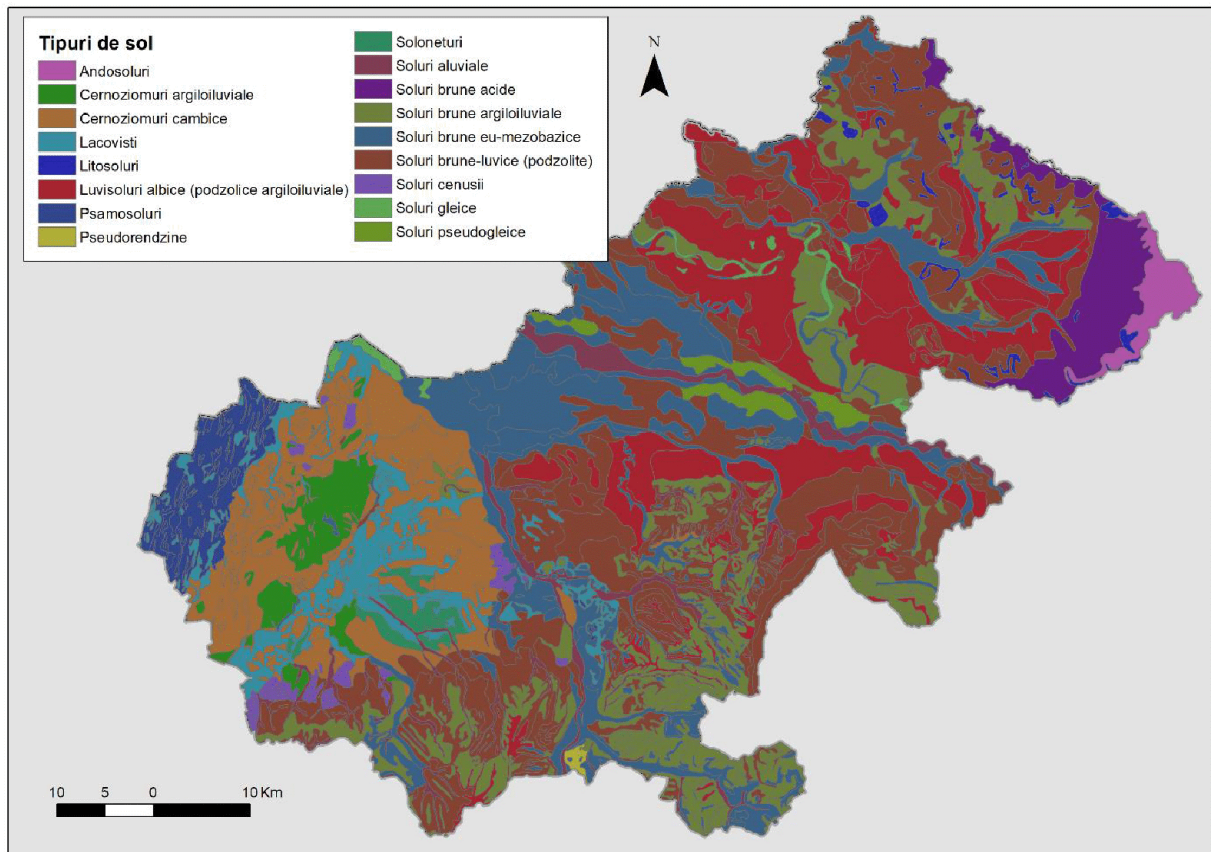 Tipuri de sol
Andosoluri
Cernoziomuri argiloiluviale
Cernoziomuri cambice
Lacovisti
Litosoluri
Luvisoluri albice (podzolice argiloiluviale)
Psamosoluri
Pseudorendzine
Soloneturi
Soluri aluviale
Soluri brune acide
Soluri brune argiloiluviale
Soluri brune eu-mezobazice
Soluri brune-luvice (podzolite)
Soluri cenusii
Soluri gleice
Soluri pseudogleice
N
10 5 0 10 Km